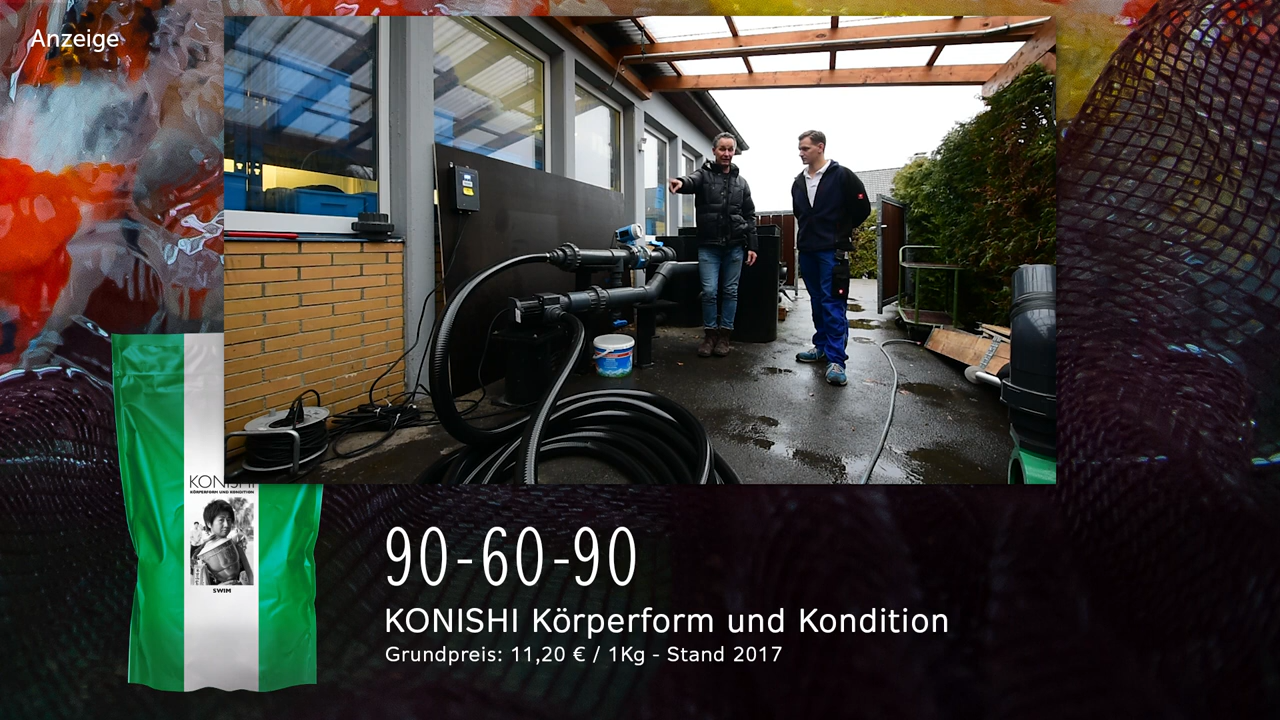 Anzeige
KONISHI
KÖRPERFORM UND KONDITION
SWIM
90-60-90
KONISHI Körperform und Kondition
Grundpreis: 11,20 € / 1Kg - Stand 2017